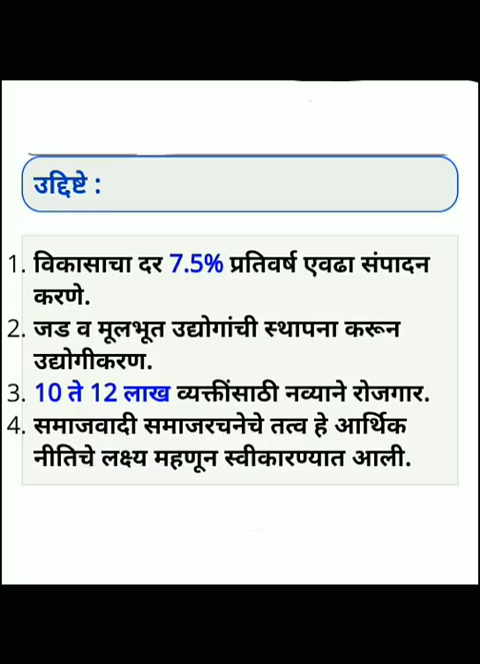 उद्दिष्टे :
1. विकासाचा दर 7.5% प्रतिवर्ष एवढा संपादन
करणे.
2. जड व मूलभूत उद्योगांची स्थापना करून
उद्योगीकरण.
3. 10 ते 12 लाख व्यक्तींसाठी नव्याने रोजगार.
4. समाजवादी समाजरचनेचे तत्व हे आर्थिक
नीतिचे लक्ष्य महणून स्वीकारण्यात आली.